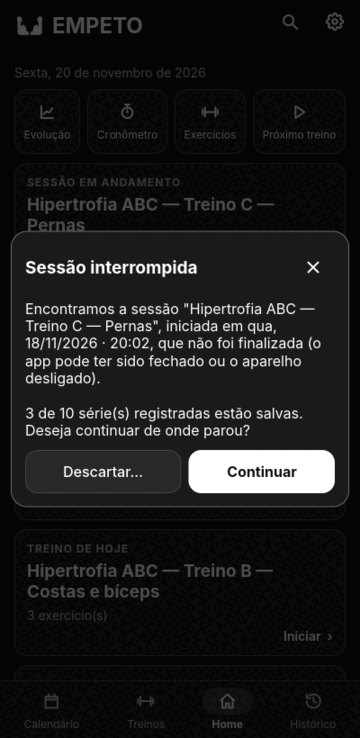 EMPETO
Sexta, 20 de novembro de 2026
Evolução
Cronômetro
Exercícios
Próximo treino
SESSÃO EM ANDAMENTO
Hipertrofia ABC — Treino C —
Pernas
Sessão interrompida
Encontramos a sessão "Hipertrofia ABC —
Treino C — Pernas", iniciada em qua,
18/11/2026 · 20:02, que não foi finalizada (o
app pode ter sido fechado ou o aparelho
desligado).
3 de 10 série(s) registradas estão salvas.
Deseja continuar de onde parou?
Descartar...
Continuar
TREINO DE HOJE
Hipertrofia ABC — Treino B —
Costas e bíceps
3 exercício(s)
Iniciar ›
Calendário
Treinos
Home
Histórico